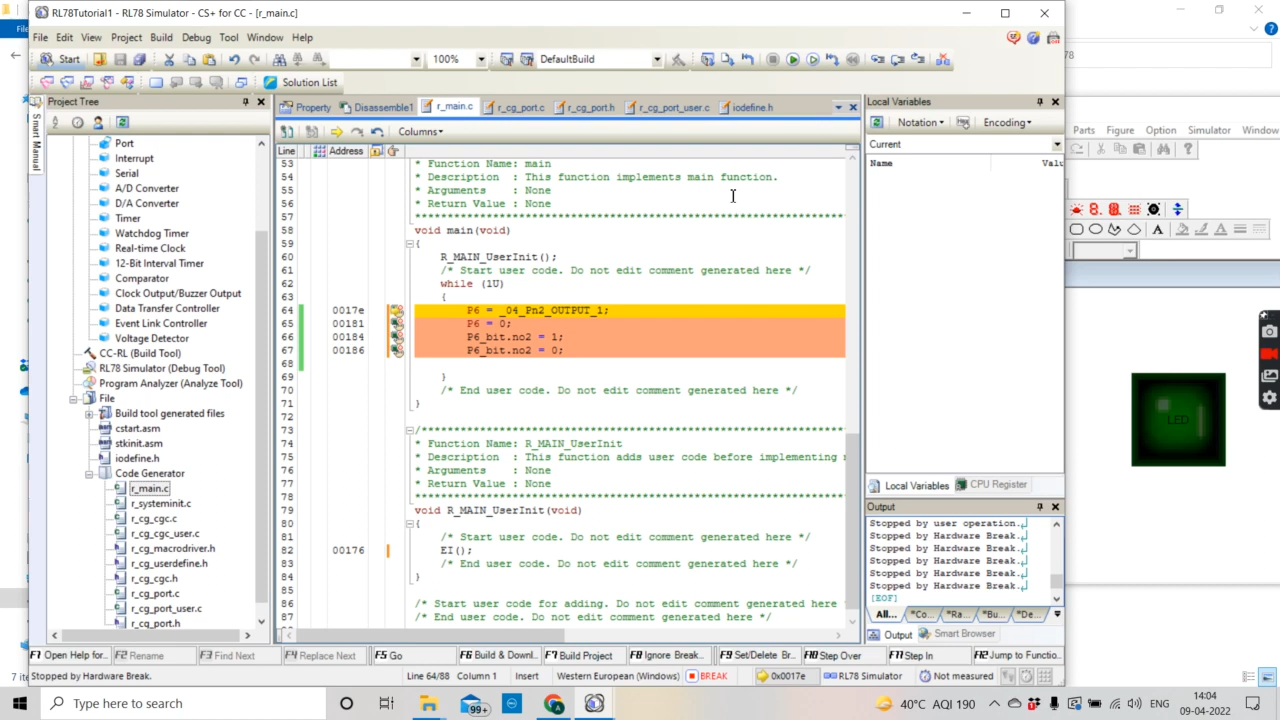 RL78Tutorial1 - RL78 Simulator - CS+ for CC - [r_main.c]
File Edit View Project Build Debug Tool Window Help
Start 100% DefaultBuild
Solution List
Project Tree
Property Disassemble1 r_main.c r_cg_port.c r_cg_port.h r_cg_port_user.c iodefine.h
Smart Manual
Columns
Line Address
Port
Interrupt
Serial
A/D Converter
D/A Converter
Timer
Watchdog Timer
Real-time Clock
12-Bit Interval Timer
Comparator
Clock Output/Buzzer Output
Data Transfer Controller
Event Link Controller
Voltage Detector
CC-RL (Build Tool)
RL78 Simulator (Debug Tool)
Program Analyzer (Analyze Tool)
File
Build tool generated files
cstart.asm
stkinit.asm
iodefine.h
Code Generator
r_main.c
r_systeminit.c
r_cg_cgc.c
r_cg_cgc_user.c
r_cg_macrodriver.h
r_cg_userdefine.h
r_cg_cgc.h
r_cg_port.c
r_cg_port_user.c
r_cg_port.h
53 * Function Name: main
54 * Description : This function implements main function.
55 * Arguments : None
56 * Return Value : None
57 ***********************************************************
58 void main(void)
59 {
60 R_MAIN_UserInit();
61 /* Start user code. Do not edit comment generated here */
62 while (1U)
63 {
64 0017e P6 = _04_Pn2_OUTPUT_1;
65 00181 P6 = 0;
66 00184 P6_bit.no2 = 1;
67 00186 P6_bit.no2 = 0;
68
69 }
70 /* End user code. Do not edit comment generated here */
71 }
72
73 /***********************************************************
74 * Function Name: R_MAIN_UserInit
75 * Description : This function adds user code before implementing
76 * Arguments : None
77 * Return Value : None
78 ***********************************************************
79 void R_MAIN_UserInit(void)
80 {
81 /* Start user code. Do not edit comment generated here */
82 00176 EI();
83 /* End user code. Do not edit comment generated here */
84 }
85
86 /* Start user code for adding. Do not edit comment generated here
87 /* End user code. Do not edit comment generated here */
Local Variables
Notation Encoding
Current
Name Valu
Local Variables CPU Register
Output
Stopped by user operation.
Stopped by Hardware Break.
Stopped by Hardware Break.
Stopped by Hardware Break.
Stopped by Hardware Break.
Stopped by Hardware Break.
[EOF]
All... *Co... *Ra... *Bu... *De...
Output Smart Browser
F1 Open Help for... F2 Rename F3 Find Next F4 Replace Next F5 Go F6 Build & Downl... F7 Build Project F8 Ignore Break... F9 Set/Delete Br... F10 Step Over F11 Step In F12 Jump to Functio...
Stopped by Hardware Break. Line 64/88 Column 1 Insert Western European (Windows) BREAK 0x0017e RL78 Simulator Not measured
Parts Figure Option Simulator Window
LED
Type here to search
99+
40°C AQI 190
ENG
14:04
09-04-2022